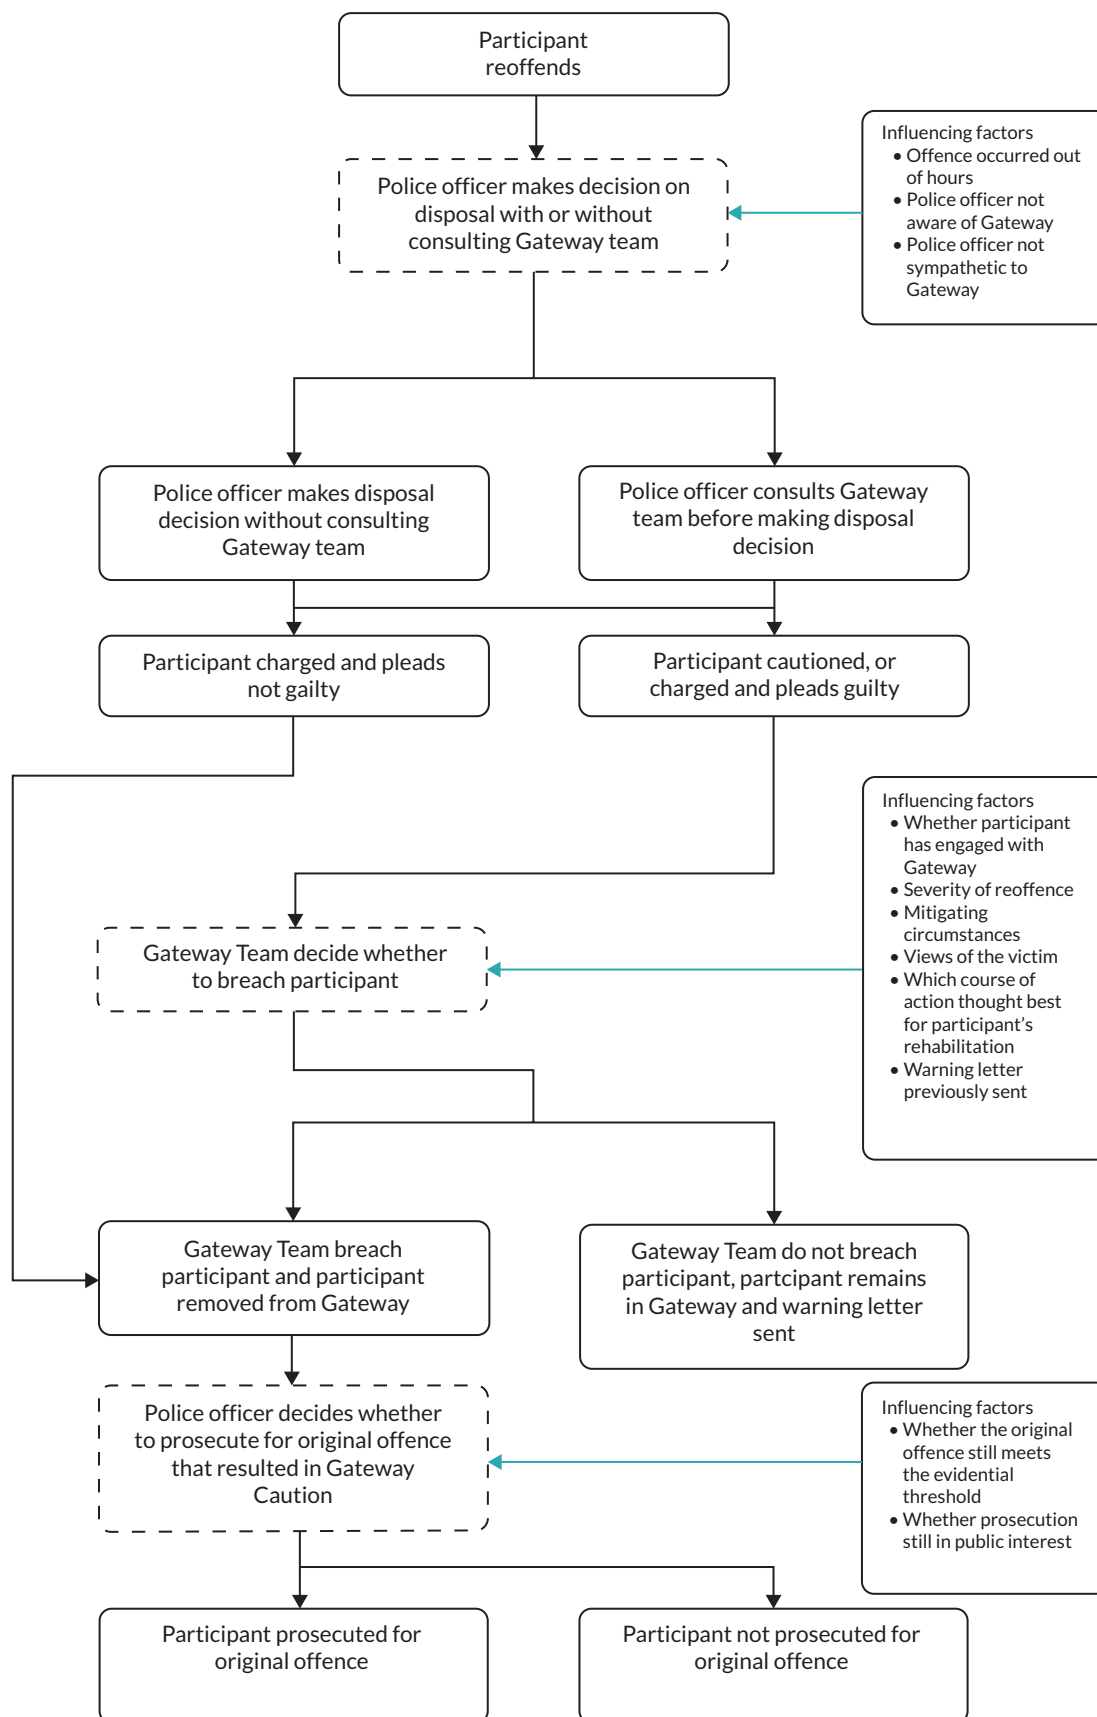 Participant
reoffends
Influencing factors
• Offence occurred out
of hours
• Police officer not
aware of Gateway
• Police officer not
sympathetic to
Gateway
Police officer makes decision on
disposal with or without
consulting Gateway team
Police officer makes disposal
decision without consulting
Gateway team
Police officer consults Gateway
team before making disposal
decision
Participant charged and pleads
not gailty
Participant cautioned, or
charged and pleads guilty
Influencing factors
• Whether participant
has engaged with
Gateway
• Severity of reoffence
• Mitigating
circumstances
• Views of the victim
• Which course of
action thought best
for participant’s
rehabilitation
• Warning letter
previously sent
Gateway Team decide whether
to breach participant
Gateway Team breach
participant and participant
removed from Gateway
Gateway Team do not breach
participant, partcipant remains
in Gateway and warning letter
sent
Police officer decides whether
to prosecute for original offence
that resulted in Gateway
Caution
Influencing factors
• Whether the original
offence still meets
the evidential
threshold
• Whether prosecution
still in public interest
Participant prosecuted for
original offence
Participant not prosecuted for
original offence